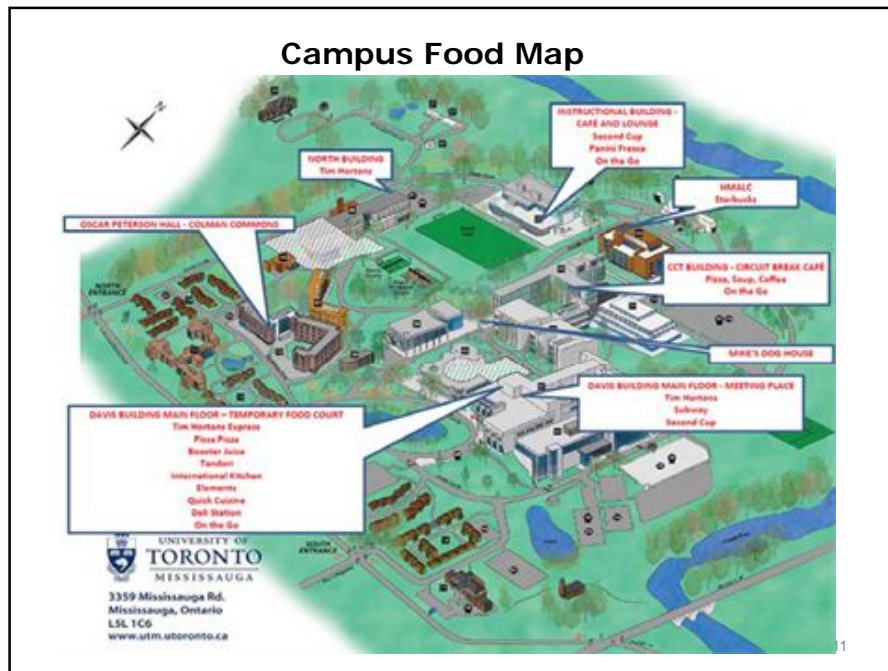 Campus Food Map
INSTRUCTIONAL BUILDING -
CAFÉ AND LOUNGE
Second Cup
Panini Fresca
On the Go
NORTH BUILDING
Tim Hortons
HMALC
Starbucks
OSCAR PETERSON HALL - COLMAN COMMONS
CCT BUILDING - CIRCUIT BREAK CAFÉ
Pizza, Soup, Coffee
On the Go
NORTH
ENTRANCE
MIKE'S DOG HOUSE
DAVIS BUILDING MAIN FLOOR - MEETING PLACE
Tim Hortons
Subway
Second Cup
DAVIS BUILDING MAIN FLOOR – TEMPORARY FOOD COURT
Tim Hortons Express
Pizza Pizza
Booster Juice
Tandori
International Kitchen
Elements
Quick Cuisine
Deli Station
On the Go
SOUTH
ENTRANCE
UNIVERSITY OF
TORONTO
MISSISSAUGA
3359 Mississauga Rd.
Mississauga, Ontario
L5L 1C6
www.utm.utoronto.ca
11